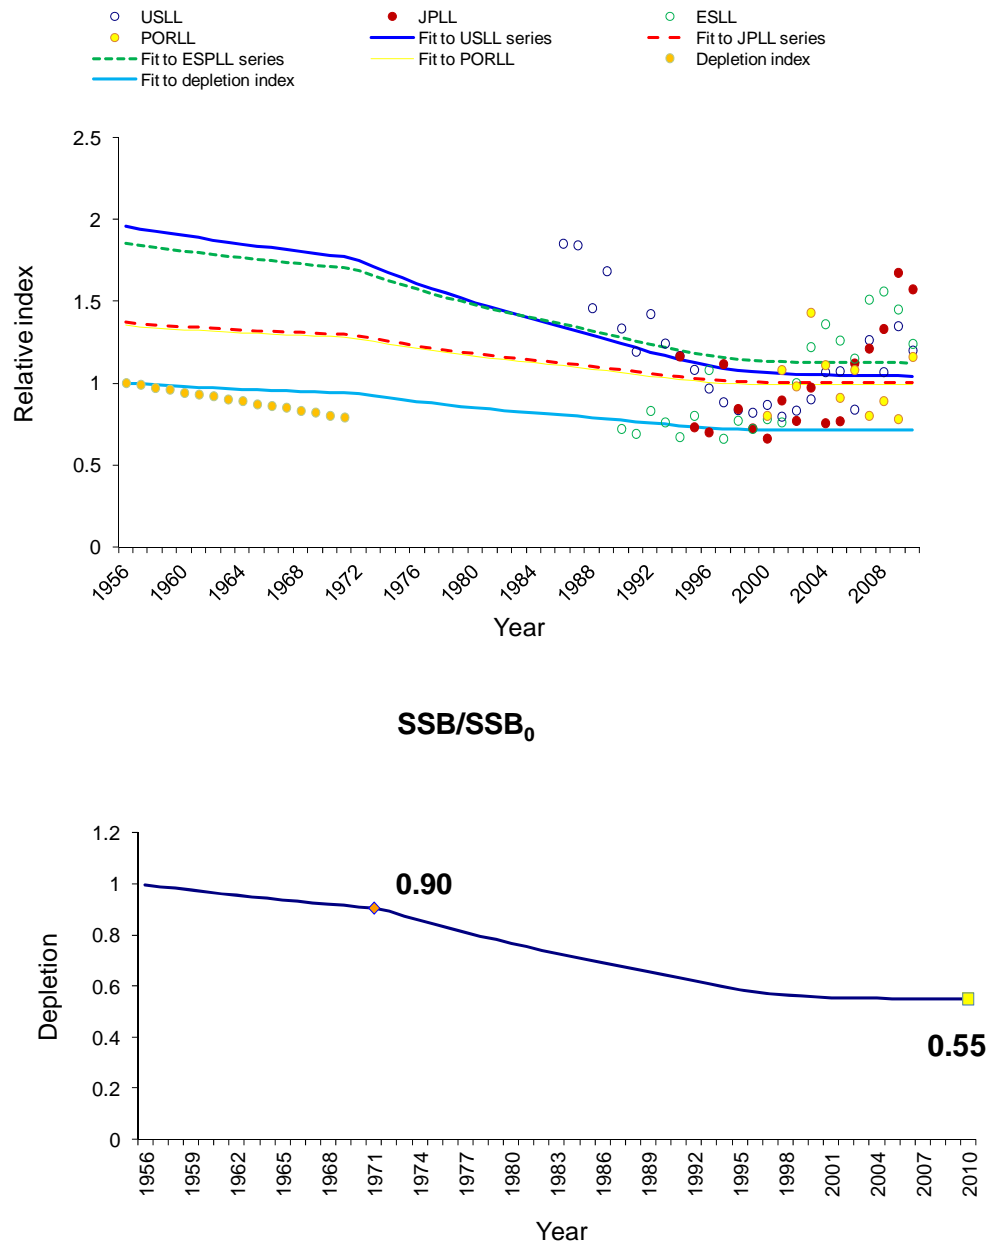 USLL JPLL ESLL
PORLL Fit to USLL series Fit to JPLL series
Fit to ESPLL series Fit to PORLL Depletion index
Fit to depletion index
2.5
2
1.5
1
0.5
0
Relative index
1956 1960 1964 1968 1972 1976 1980 1984 1988 1992 1996 2000 2004 2008
Year
SSB/SSB₀
1.2
1
0.8
0.6
0.4
0.2
0
Depletion
0.90
0.55
1956 1959 1962 1965 1968 1971 1974 1977 1980 1983 1986 1989 1992 1995 1998 2001 2004 2007 2010
Year